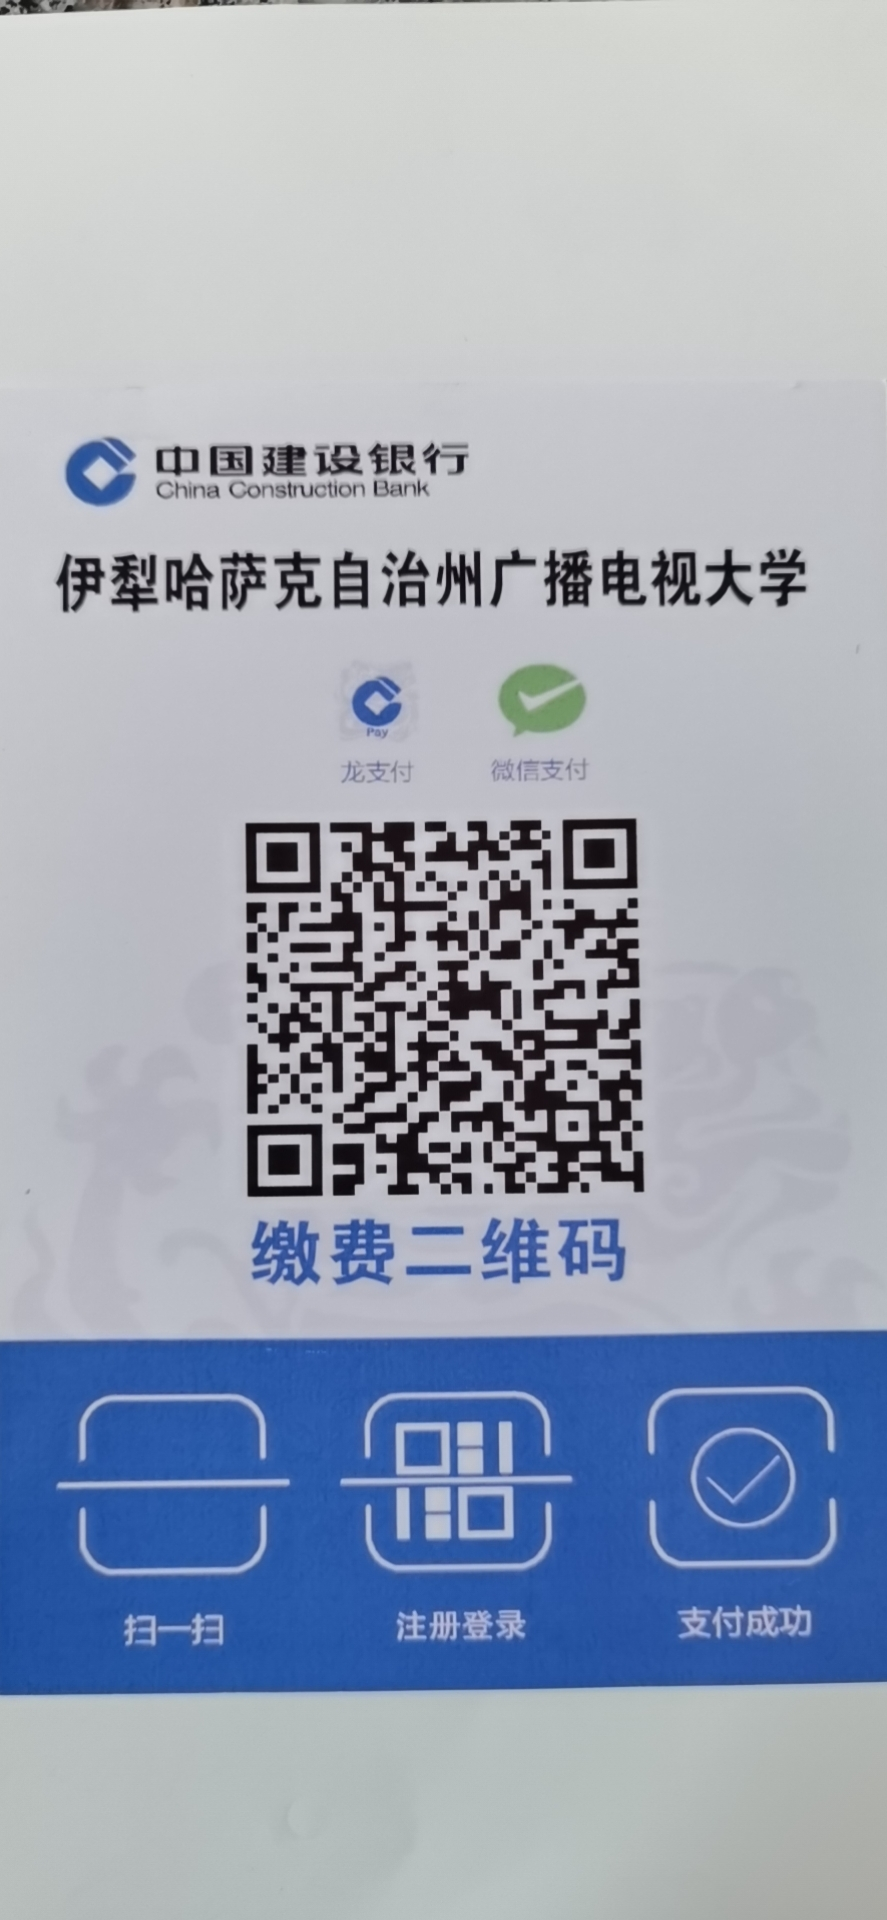 中国建设银行
China Construction Bank
伊犁哈萨克自治州广播电视大学
Pay
龙支付 微信支付
缴费二维码
扫一扫 注册登录 支付成功